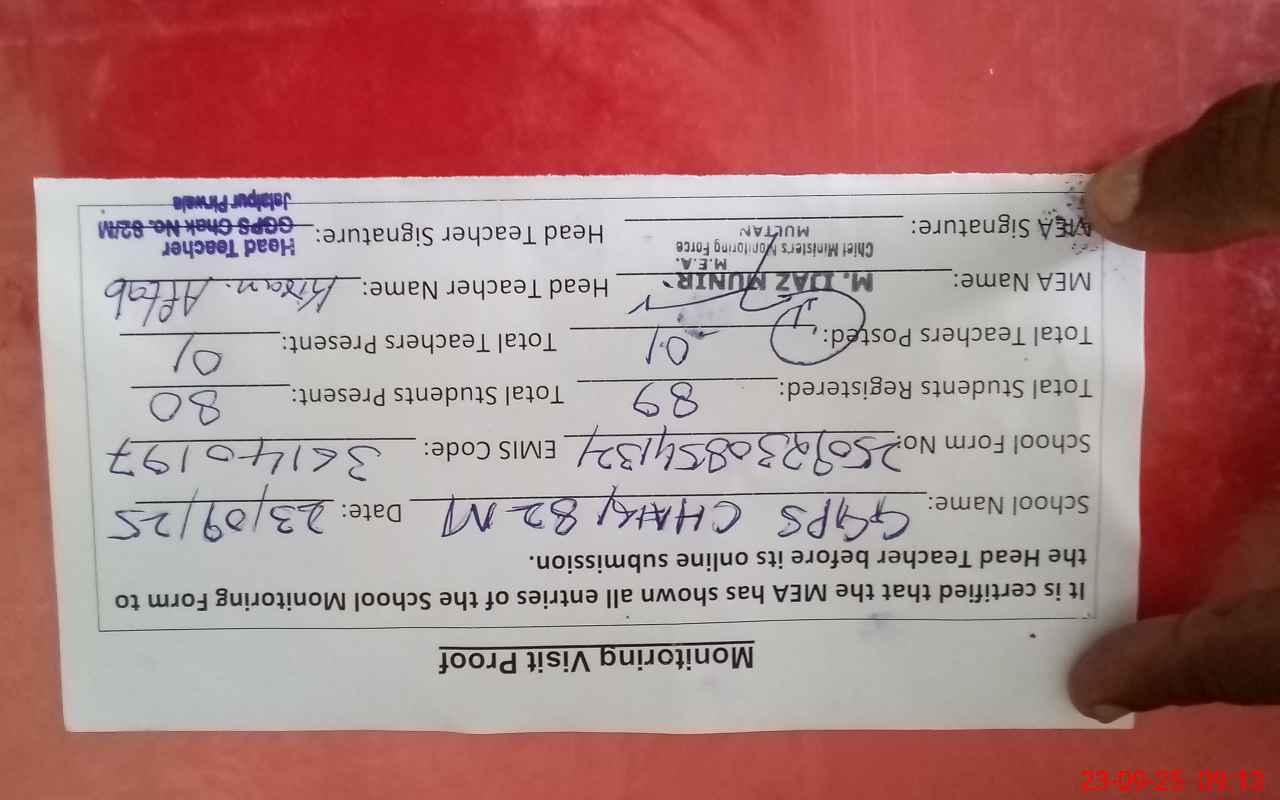 Monitoring Visit Proof
It is certified that the MEA has shown all entries of the School Monitoring Form to
the Head Teacher before its online submission.
School Name: GGPS CHAK 82-M Date: 23/09/25
School Form No: EMIS Code: 36140197
Total Students Registered: 89 Total Students Present: 80
Total Teachers Posted: 01 Total Teachers Present: 01
MEA Name: M. IJAZ MUNIR Head Teacher Name: Kiran Aftab
M.E.A.
Chief Minister's Monitoring Force
MULTAN
MEA Signature: Head Teacher Signature: Head Teacher
GGPS Chak No. 82/M
Jalalpur Pirwala
23-09-25 09:13